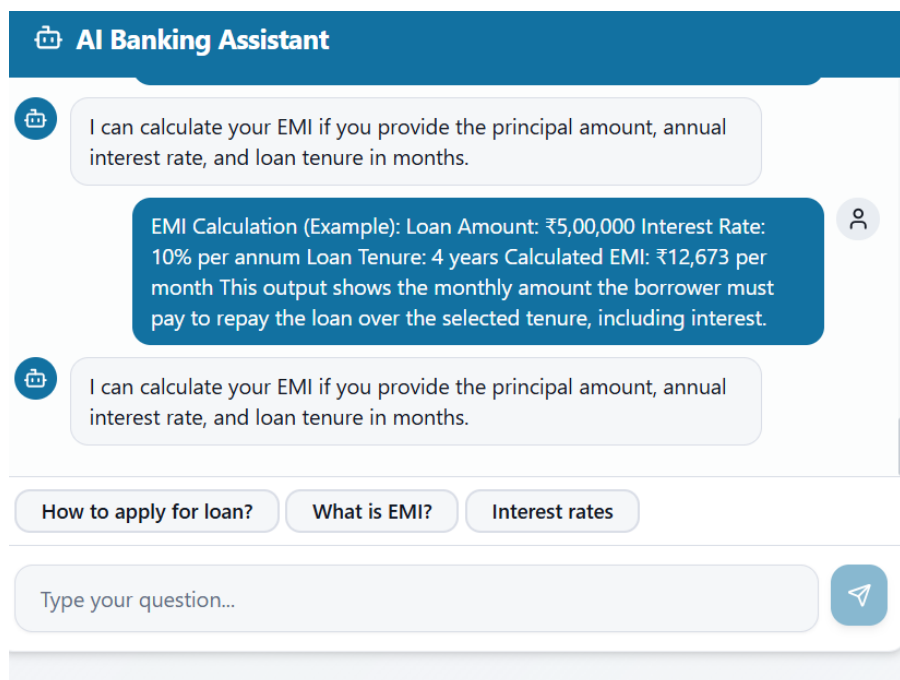 AI Banking Assistant
I can calculate your EMI if you provide the principal amount, annual
interest rate, and loan tenure in months.
EMI Calculation (Example): Loan Amount: ₹5,00,000 Interest Rate:
10% per annum Loan Tenure: 4 years Calculated EMI: ₹12,673 per
month This output shows the monthly amount the borrower must
pay to repay the loan over the selected tenure, including interest.
I can calculate your EMI if you provide the principal amount, annual
interest rate, and loan tenure in months.
How to apply for loan? What is EMI? Interest rates
Type your question...